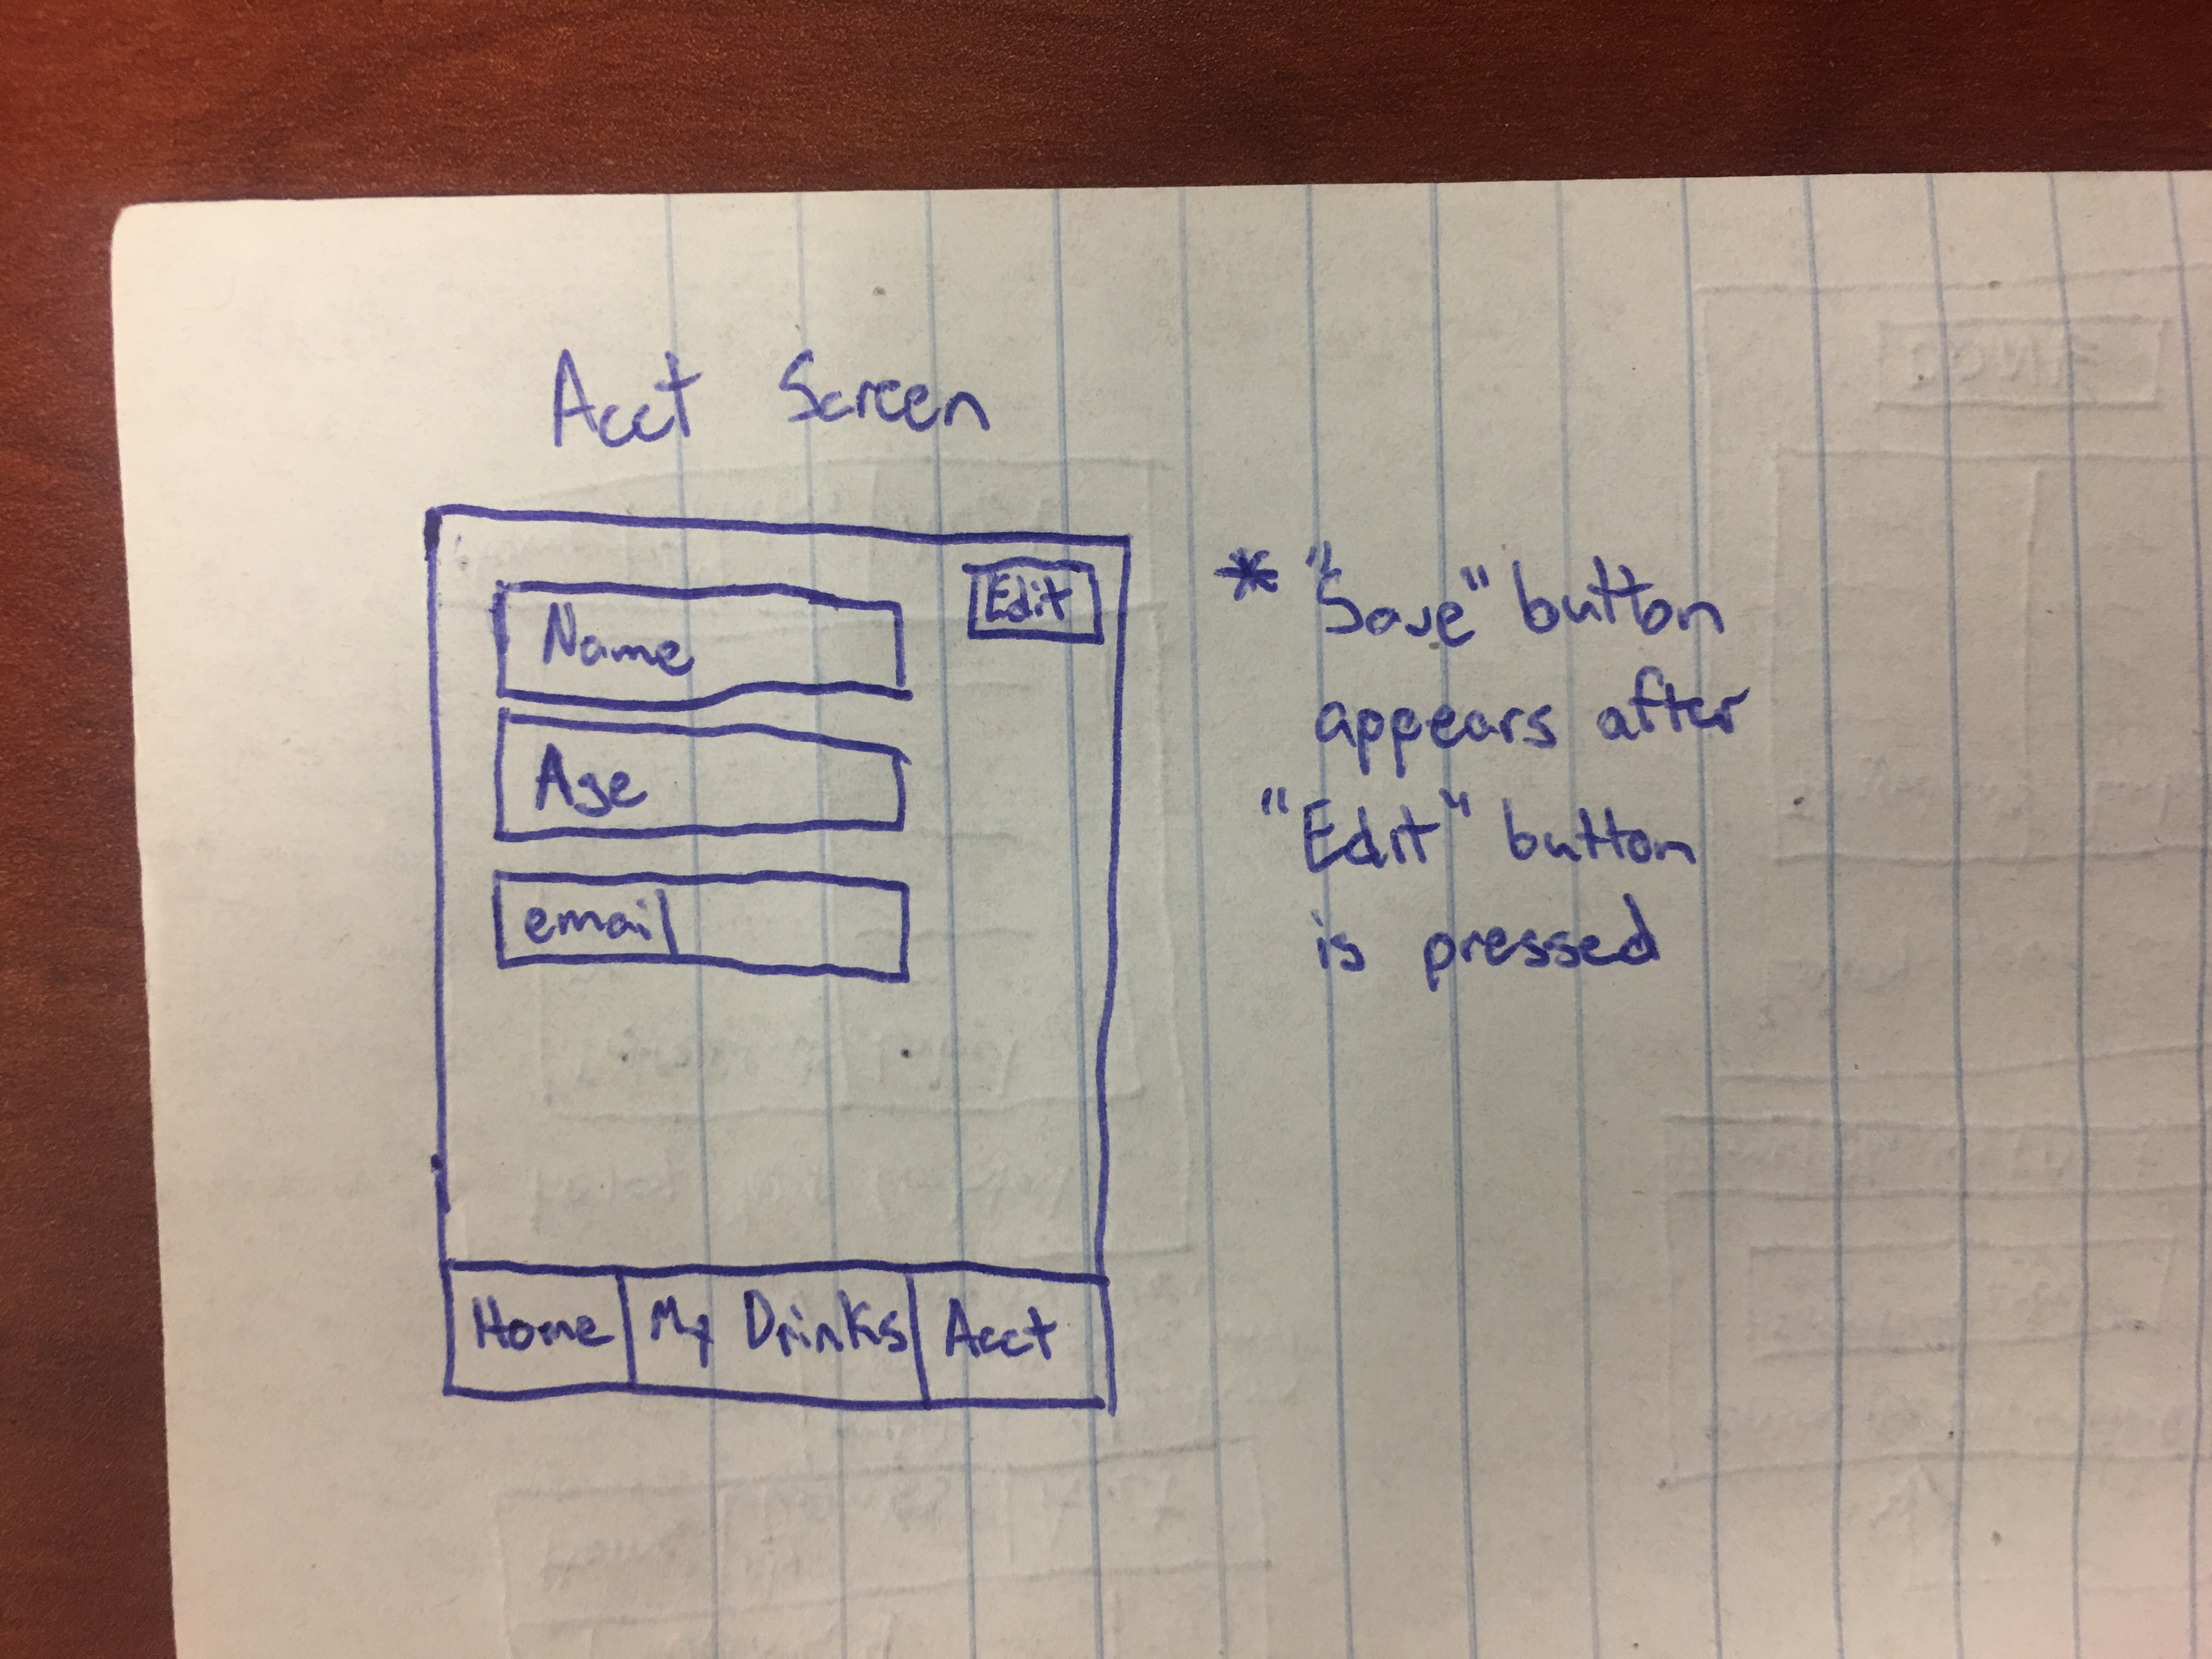 Acct Screen
Edit
Name
Age
email
Home My Drinks Acct
* "Save" button
appears after
"Edit" button
is pressed